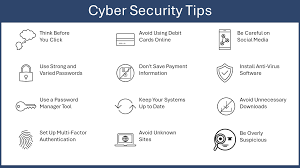 Cyber Security Tips
Think Before
You Click
Avoid Using Debit
Cards Online
Be Careful on
Social Media
Use Strong and
Varied Passwords
Don't Save Payment
Information
Install Anti-Virus
Software
Use a Password
Manager Tool
Keep Your Systems
Up to Date
Avoid Unnecessary
Downloads
Set Up Multi-Factor
Authentication
Avoid Unknown
Sites
Be Overly
Suspicious